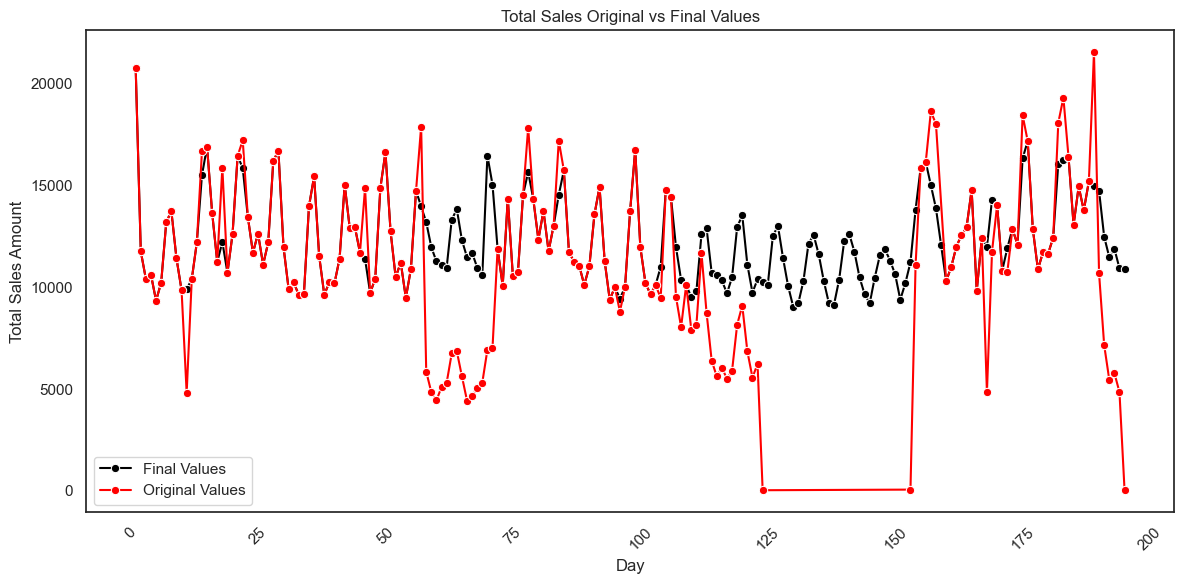 Total Sales Original vs Final Values
Total Sales Amount
20000
15000
10000
5000
0
Final Values
Original Values
0
25
50
75
100
125
150
175
200
Day